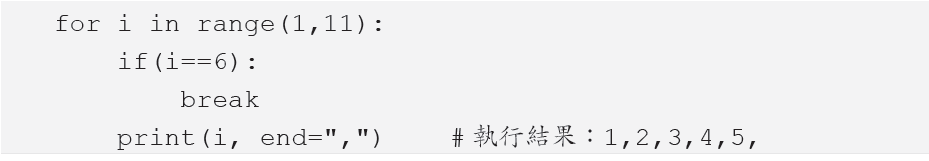 for i in range(1,11):
    if(i==6):
        break
    print(i, end=",")    #執行結果：1,2,3,4,5,